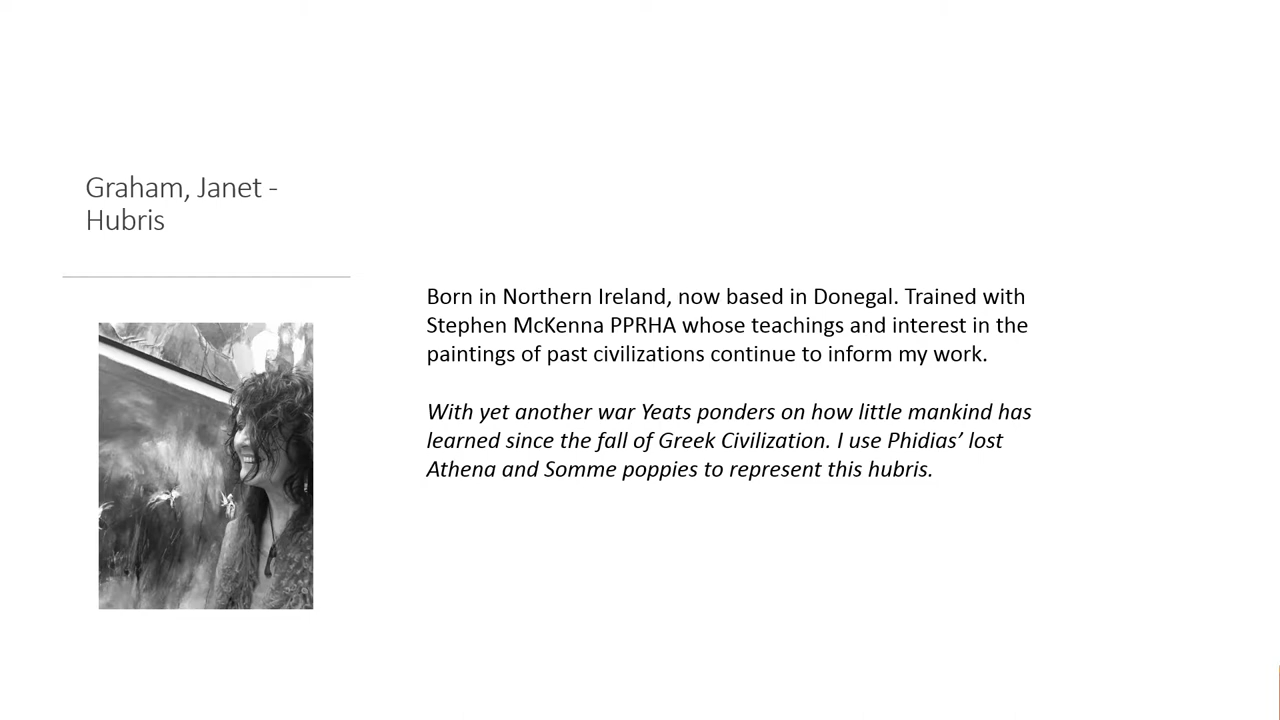 Graham, Janet -
Hubris
Born in Northern Ireland, now based in Donegal. Trained with
Stephen McKenna PPRHA whose teachings and interest in the
paintings of past civilizations continue to inform my work.
With yet another war Yeats ponders on how little mankind has
learned since the fall of Greek Civilization. I use Phidias’ lost
Athena and Somme poppies to represent this hubris.